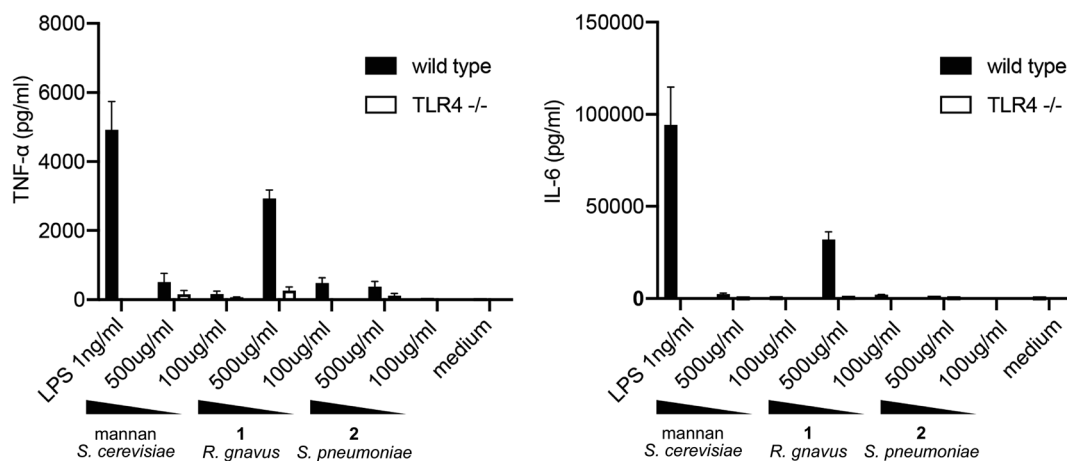 8000
6000
4000
2000
0
TNF-α (pg/ml)
wild type
TLR4 -/-
LPS 1ng/ml
500ug/ml
100ug/ml
500ug/ml
100ug/ml
500ug/ml
100ug/ml
medium
mannan
S. cerevisiae
1
R. gnavus
2
S. pneumoniae
150000
100000
50000
0
IL-6 (pg/ml)
wild type
TLR4 -/-
LPS 1ng/ml
500ug/ml
100ug/ml
500ug/ml
100ug/ml
500ug/ml
100ug/ml
medium
mannan
S. cerevisiae
1
R. gnavus
2
S. pneumoniae